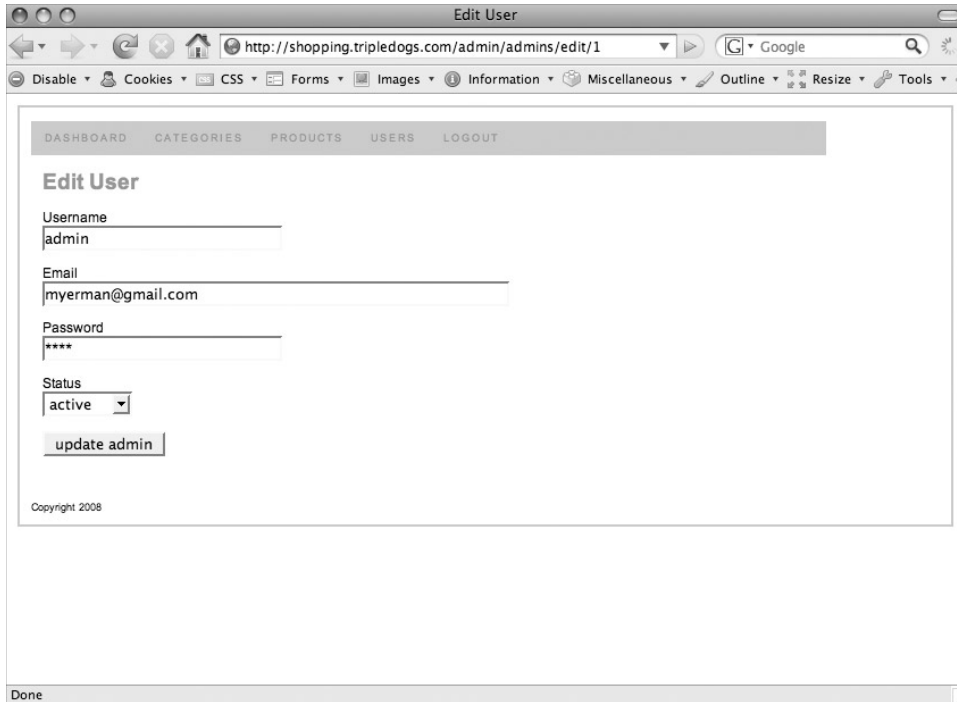 Edit User
http://shopping.tripledogs.com/admin/admins/edit/1
G Google
Disable Cookies CSS Forms Images Information Miscellaneous Outline Resize Tools
DASHBOARD CATEGORIES PRODUCTS USERS LOGOUT
Edit User
Username
admin
Email
myerman@gmail.com
Password
****
Status
active
update admin
Copyright 2008
Done